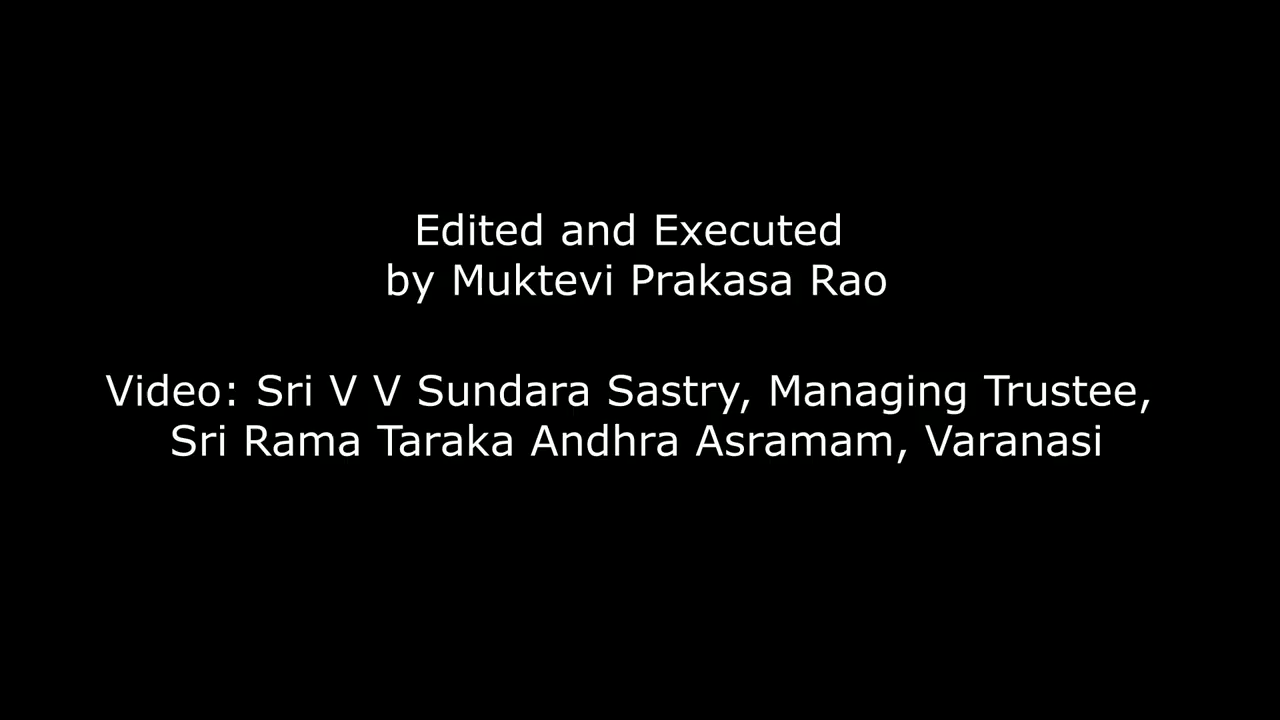 Edited and Executed
by Muktevi Prakasa Rao
Video: Sri V V Sundara Sastry, Managing Trustee,
Sri Rama Taraka Andhra Asramam, Varanasi